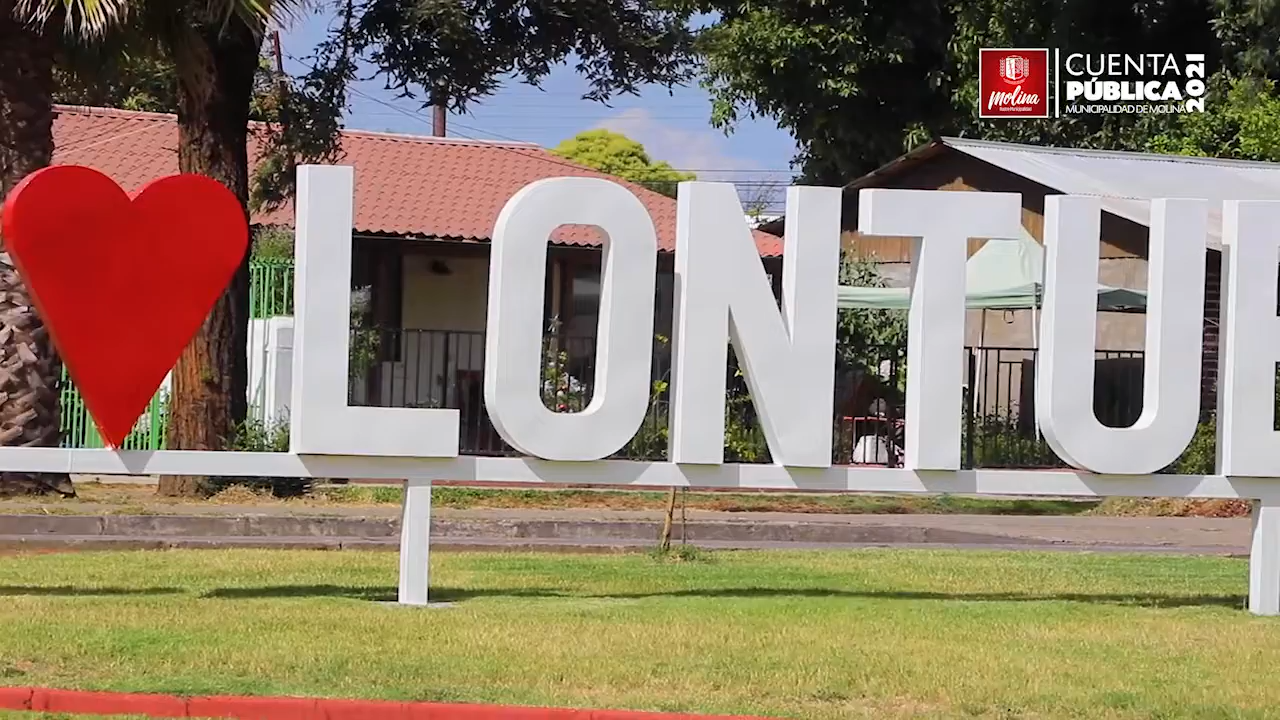 LONTUE
Molina
CUENTA
PÚBLICA
2021
MUNICIPALIDAD DE MOLINA